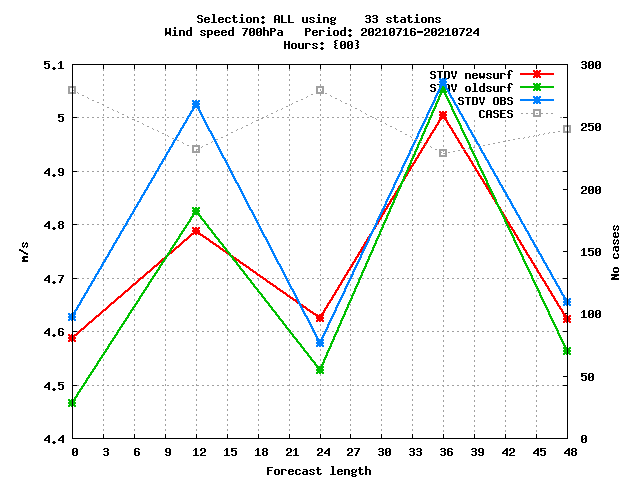 Selection: ALL using    33 stations
Wind speed 700hPa   Period: 20210716-20210724
Hours: {00}
STDV newsurf
STDV oldsurf
STDV OBS
CASES
5.1
5
4.9
4.8
4.7
4.6
4.5
4.4
m/s
300
250
200
150
100
50
0
No cases
0 3 6 9 12 15 18 21 24 27 30 33 36 39 42 45 48
Forecast length